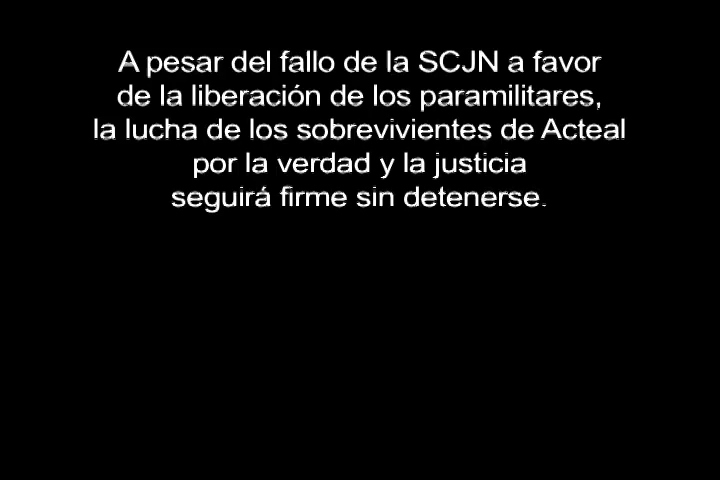 A pesar del fallo de la SCJN a favor
de la liberación de los paramilitares,
la lucha de los sobrevivientes de Acteal
por la verdad y la justicia
seguirá firme sin detenerse.